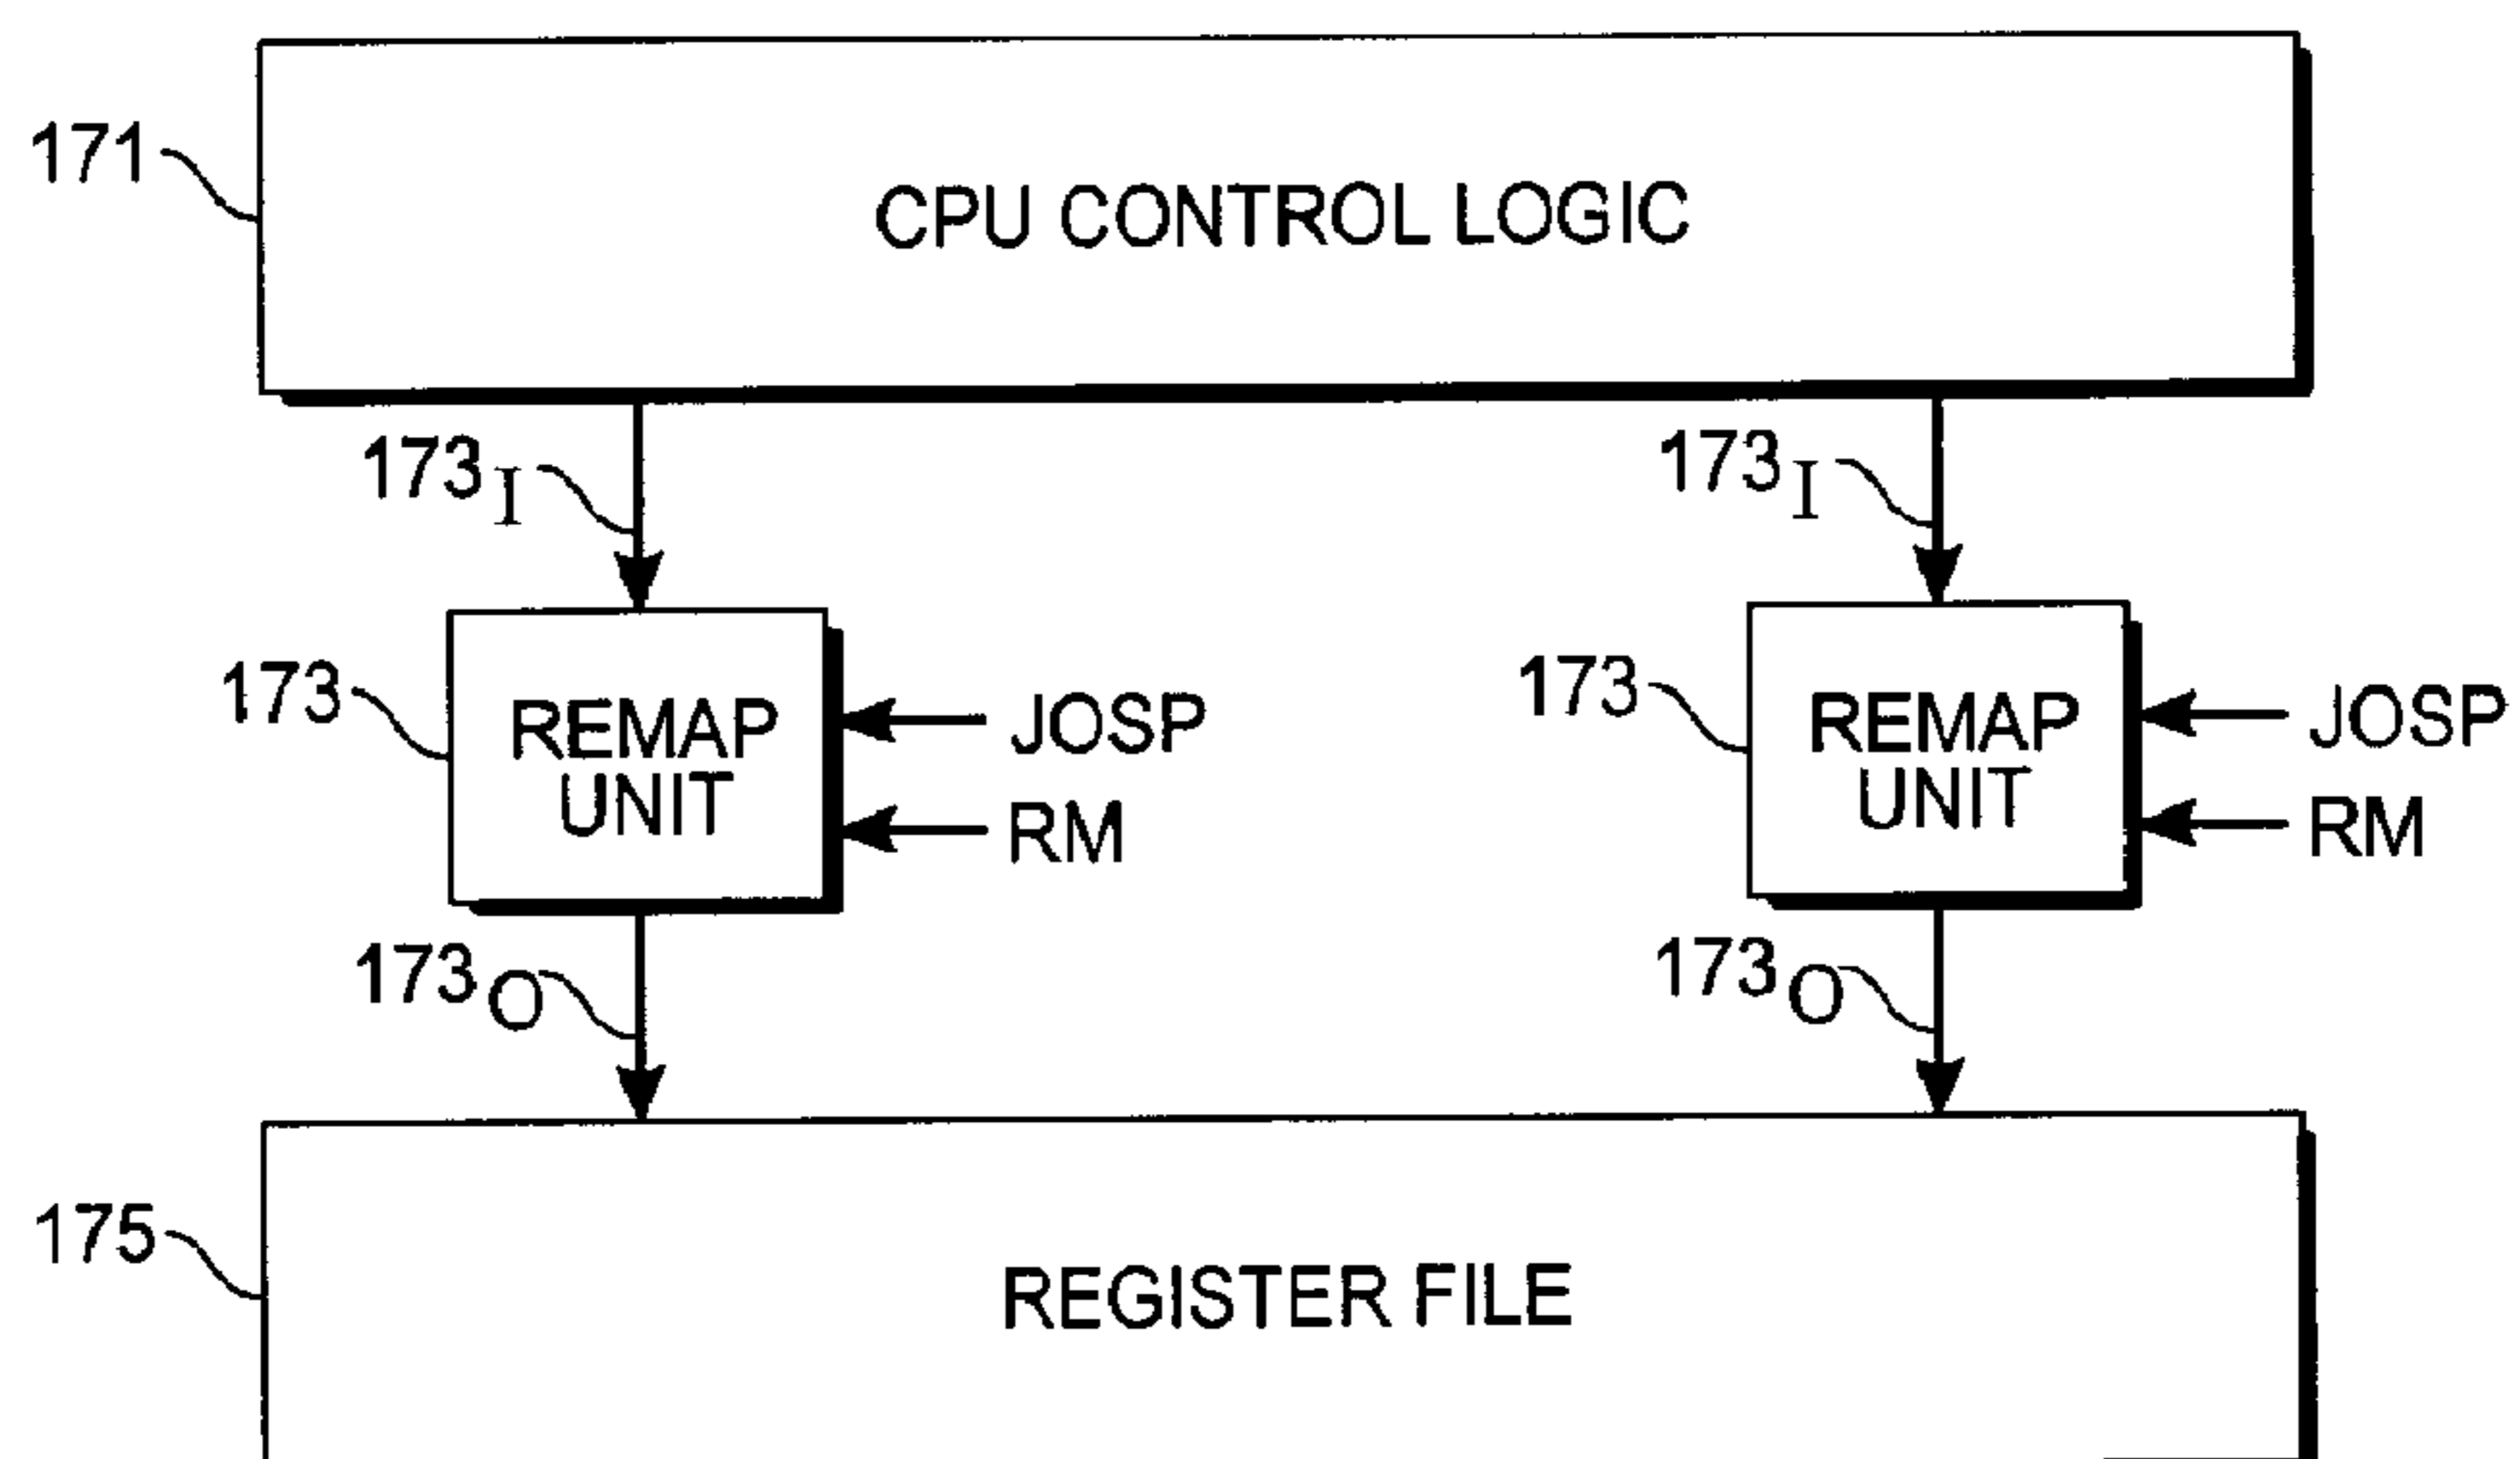 171
CPU CONTROL LOGIC
173I
173I
173
REMAP
UNIT
JOSP
RM
173
REMAP
UNIT
JOSP
RM
173O
173O
175
REGISTER FILE